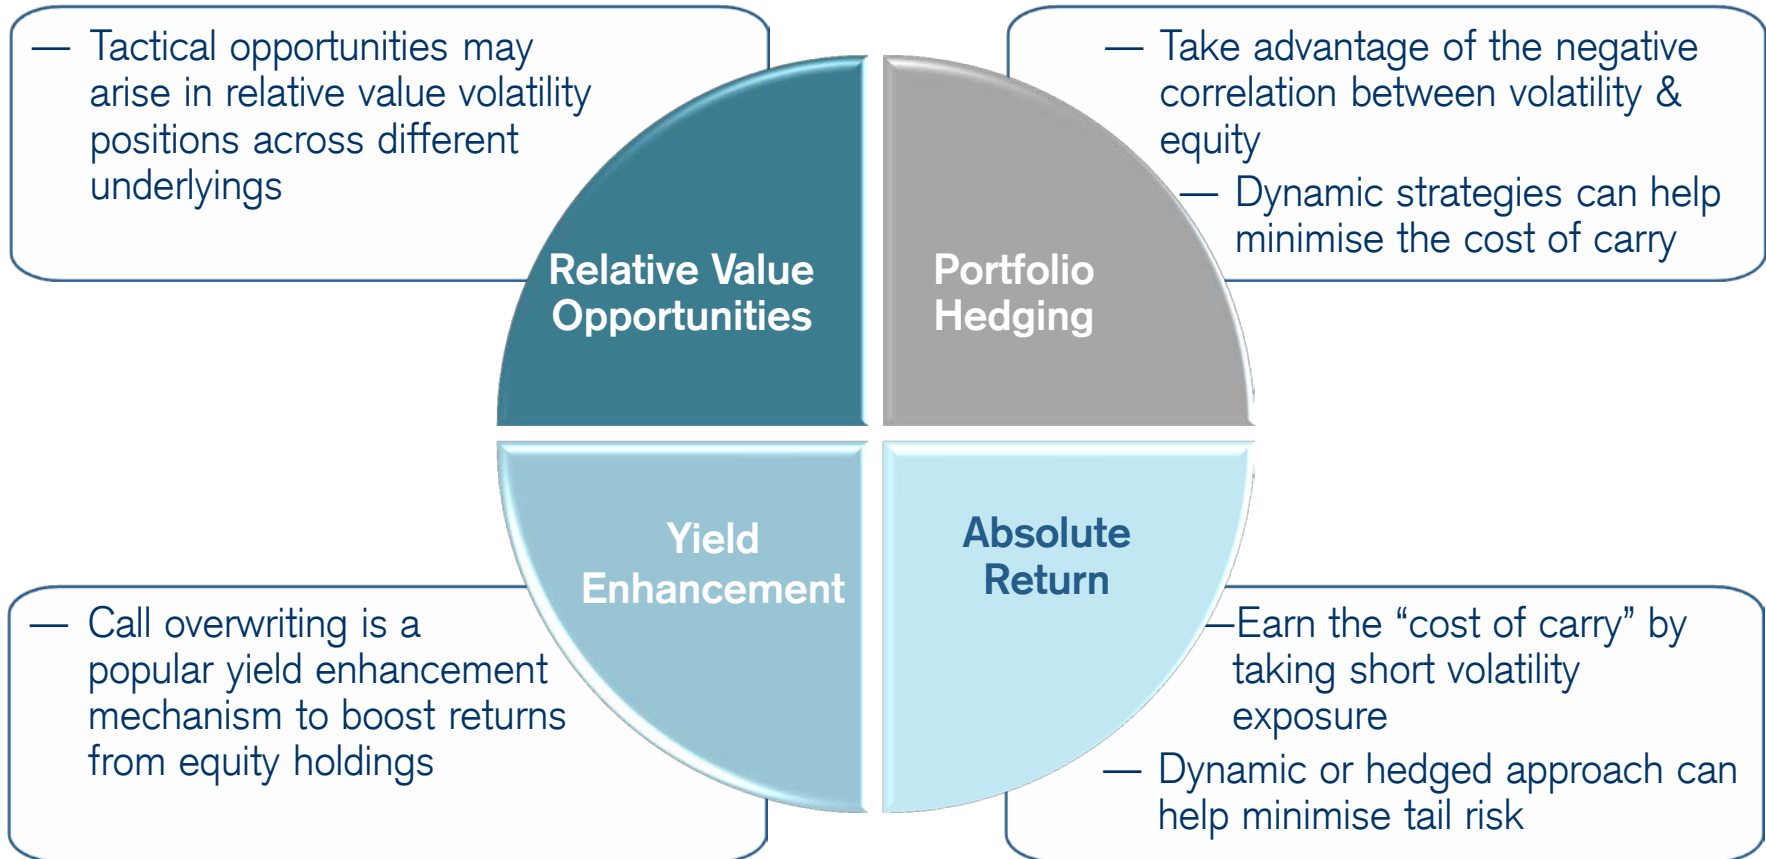 — Tactical opportunities may
arise in relative value volatility
positions across different
underlyings
— Take advantage of the negative
correlation between volatility &
equity
— Dynamic strategies can help
minimise the cost of carry
Relative Value
Opportunities
Portfolio
Hedging
Yield
Enhancement
Absolute
Return
— Call overwriting is a
popular yield enhancement
mechanism to boost returns
from equity holdings
—Earn the “cost of carry” by
taking short volatility
exposure
— Dynamic or hedged approach can
help minimise tail risk